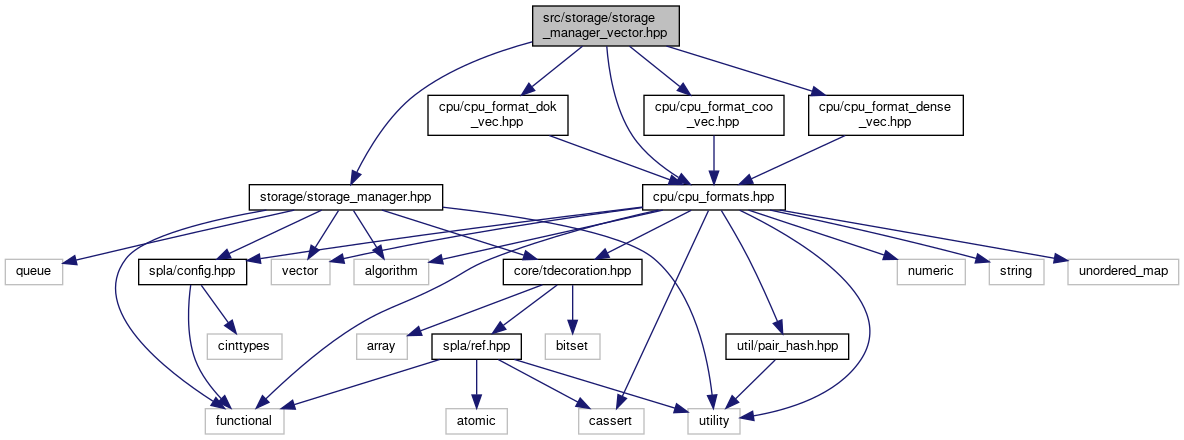 src/storage/storage
_manager_vector.hpp
cpu/cpu_format_dok
_vec.hpp
cpu/cpu_format_coo
_vec.hpp
cpu/cpu_format_dense
_vec.hpp
storage/storage_manager.hpp
cpu/cpu_formats.hpp
queue
spla/config.hpp
vector
algorithm
core/tdecoration.hpp
numeric
string
unordered_map
cinttypes
array
spla/ref.hpp
bitset
util/pair_hash.hpp
functional
atomic
cassert
utility